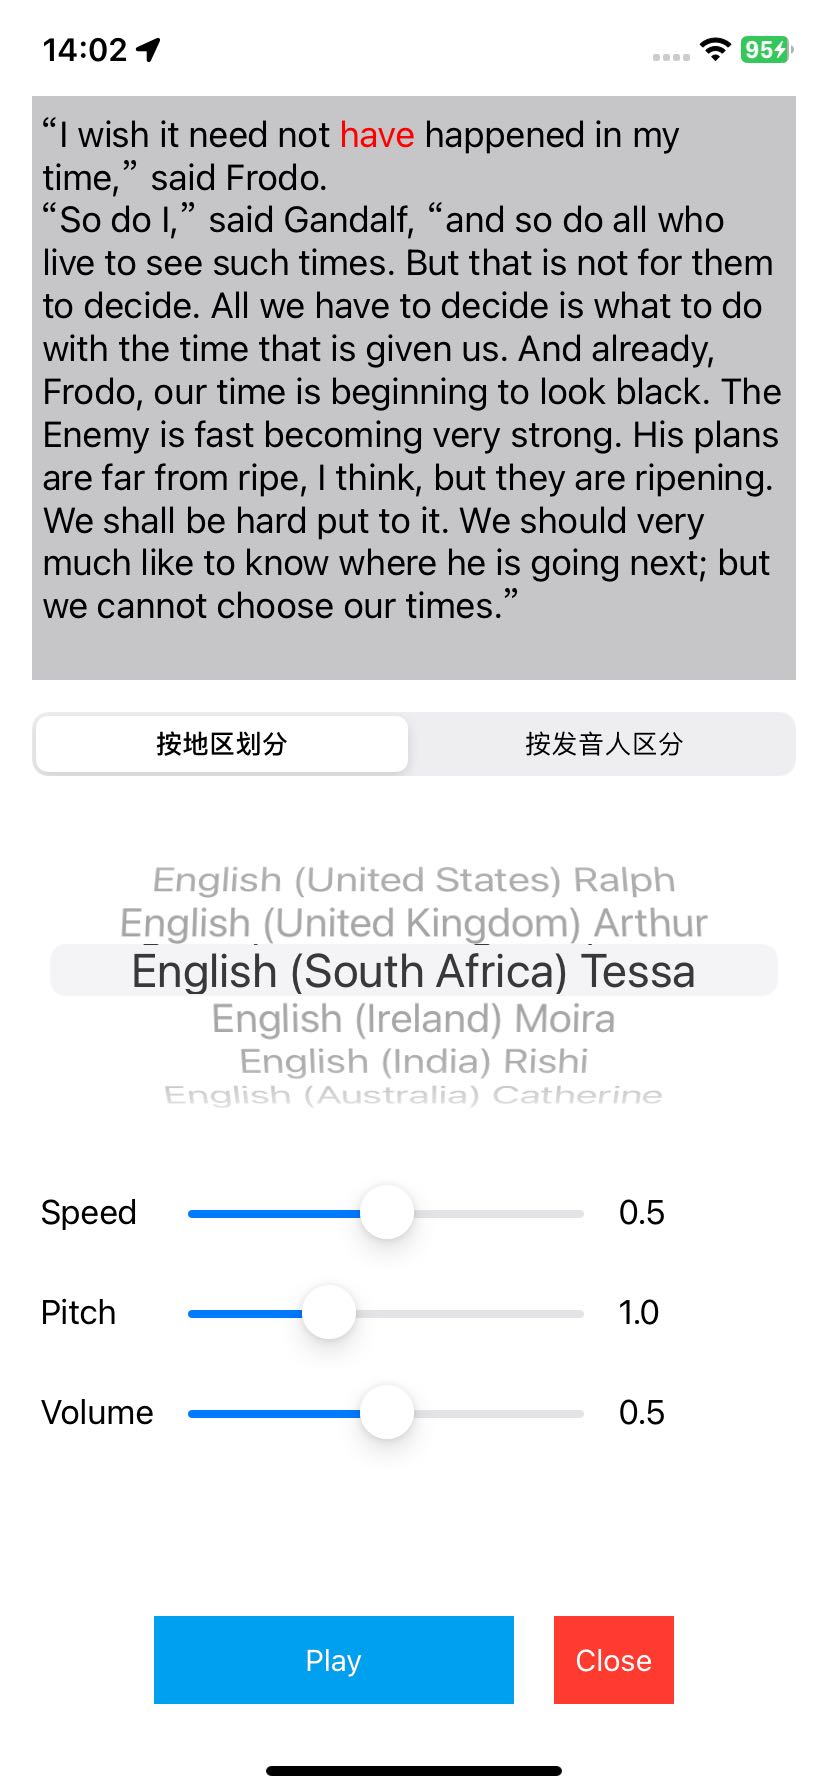 14:02
95
“I wish it need not have happened in my
time,” said Frodo.
“So do I,” said Gandalf, “and so do all who
live to see such times. But that is not for them
to decide. All we have to decide is what to do
with the time that is given us. And already,
Frodo, our time is beginning to look black. The
Enemy is fast becoming very strong. His plans
are far from ripe, I think, but they are ripening.
We shall be hard put to it. We should very
much like to know where he is going next; but
we cannot choose our times.”
按地区划分 按发音人区分
English (United States) Ralph
English (United Kingdom) Arthur
English (South Africa) Tessa
English (Ireland) Moira
English (India) Rishi
English (Australia) Catherine
Speed 0.5
Pitch 1.0
Volume 0.5
Play Close